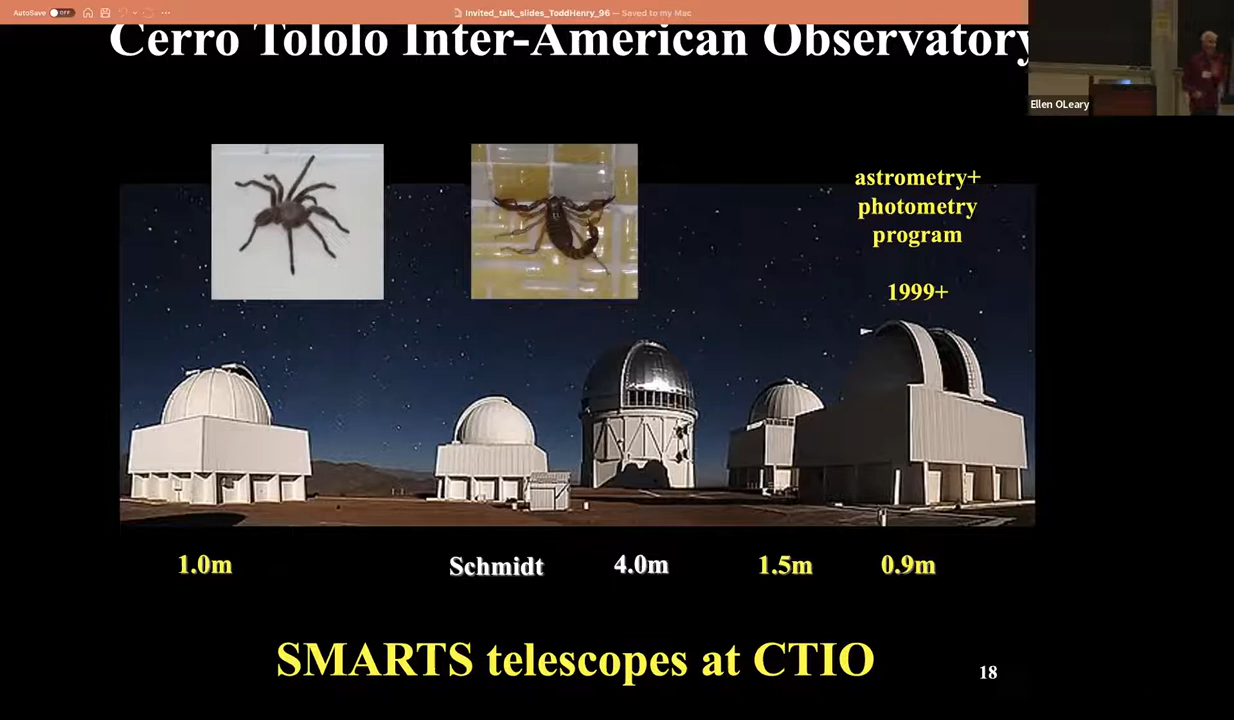 AutoSave OFF
Invited_talk_slides_ToddHenry_96 — Saved to my Mac
Cerro Tololo Inter-American Observatory
Ellen OLeary
astrometry+
photometry
program
1999+
1.0m Schmidt 4.0m 1.5m 0.9m
SMARTS telescopes at CTIO
18